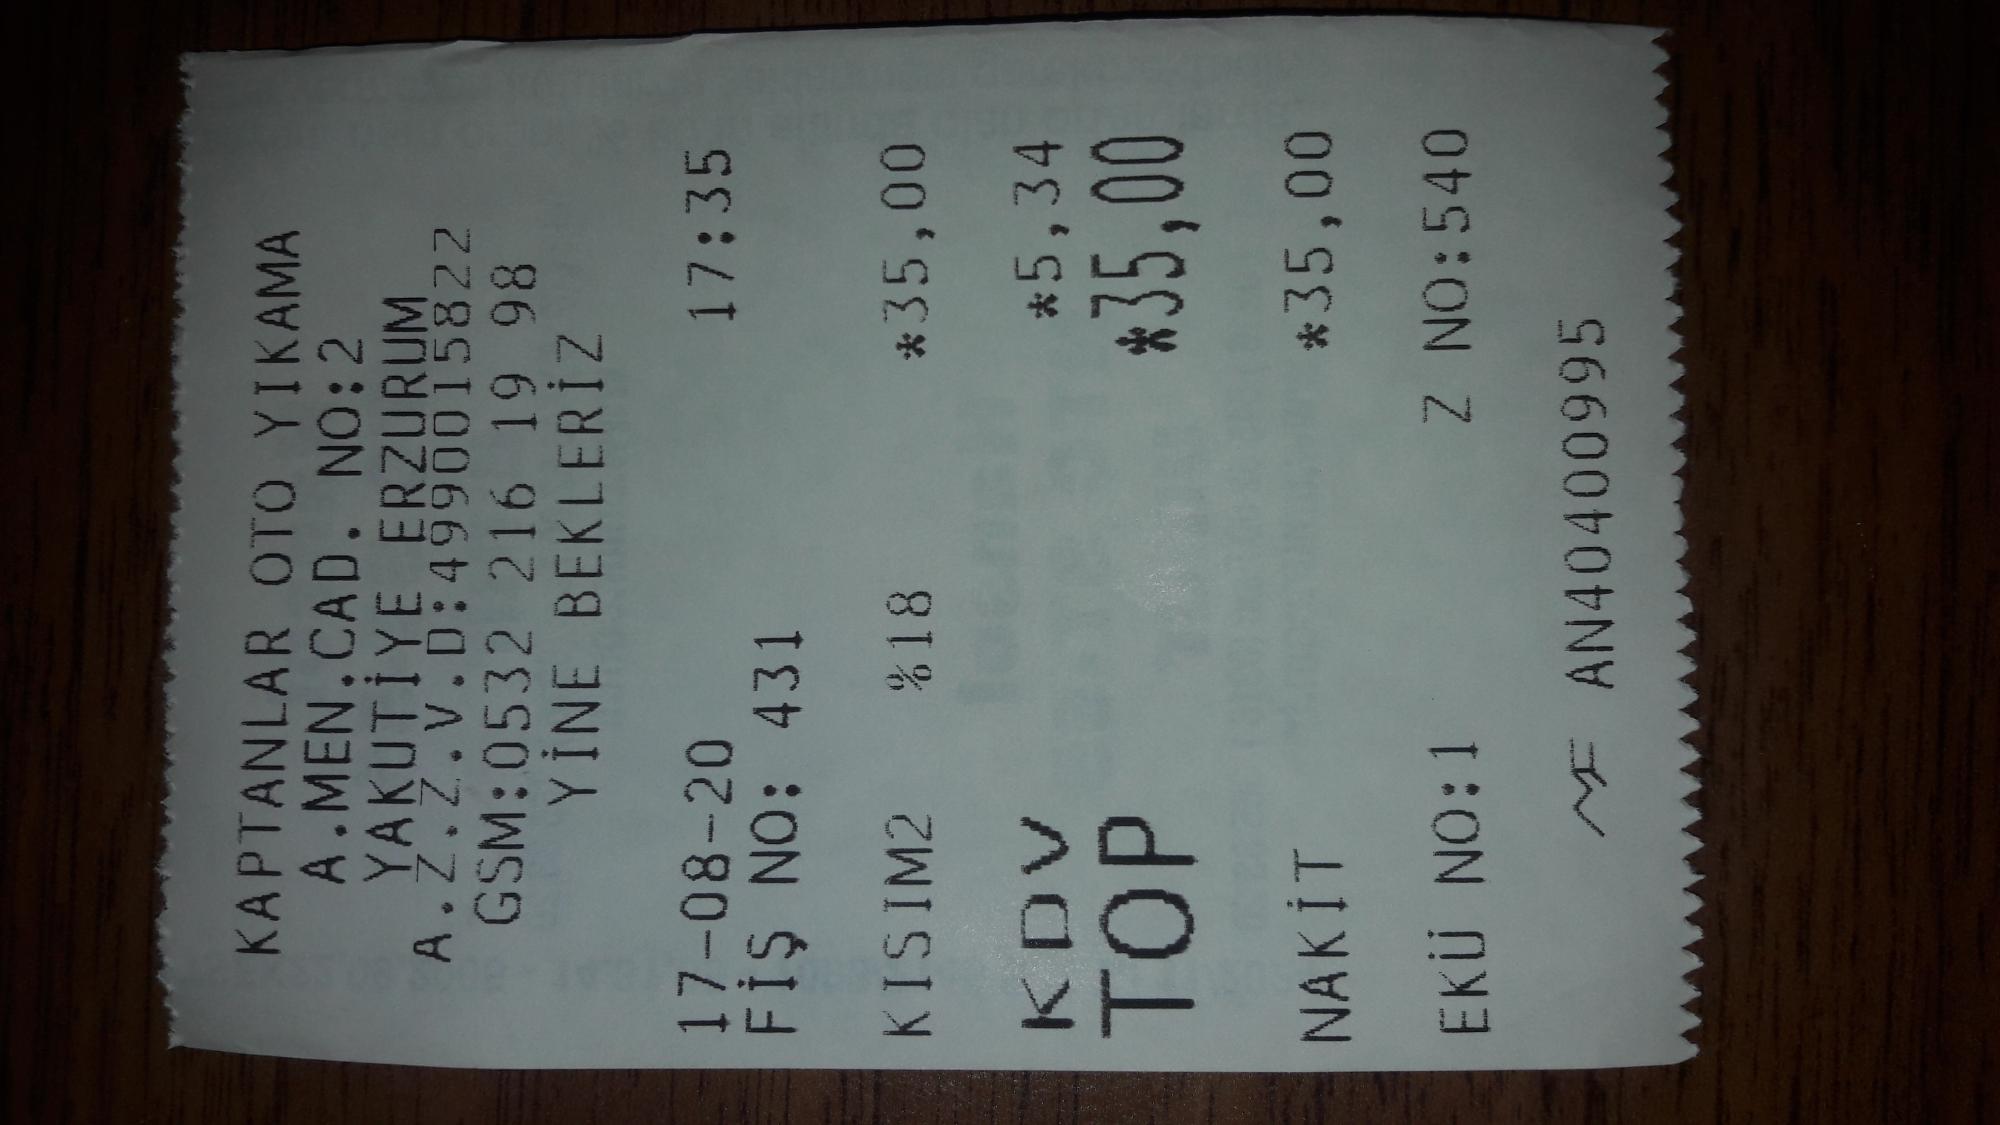 KAPTANLAR OTO YIKAMA
A.MEN.CAD. NO:2
YAKUTİYE ERZURUM
A.Z.Z.V.D:4990015822
GSM:0532 216 19 98
YİNE BEKLERİZ
17-08-20 17:35
FİŞ NO: 431
KISIM2 %18 *35,00
KDV *5,34
TOP *35,00
NAKİT *35,00
EKÜ NO:1 Z NO:540
MF AN40400995